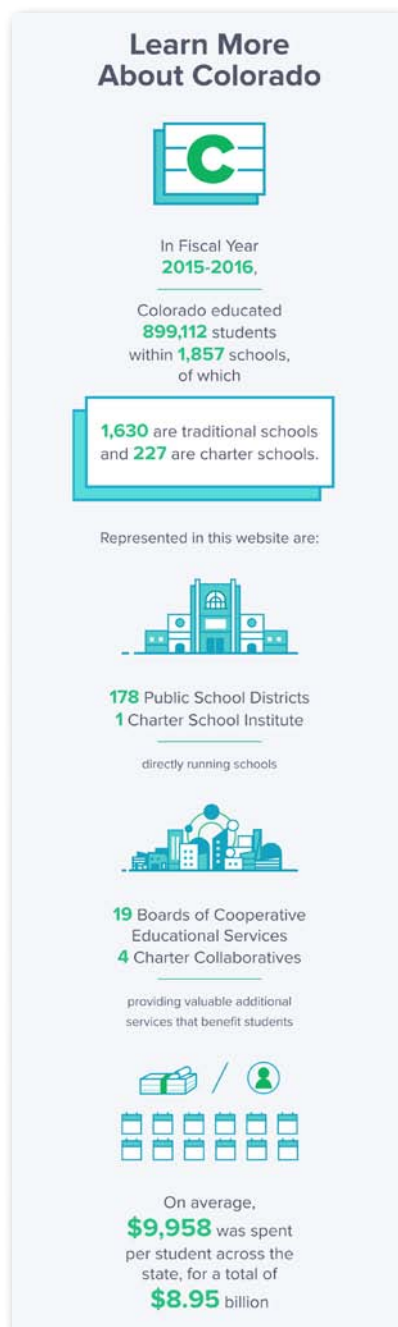 Learn More
About Colorado
C
In Fiscal Year
2015-2016,
Colorado educated
899,112 students
within 1,857 schools,
of which
1,630 are traditional schools
and 227 are charter schools.
Represented in this website are:
178 Public School Districts
1 Charter School Institute
directly running schools
19 Boards of Cooperative
Educational Services
4 Charter Collaboratives
providing valuable additional
services that benefit students
/
On average,
$9,958 was spent
per student across the
state, for a total of
$8.95 billion